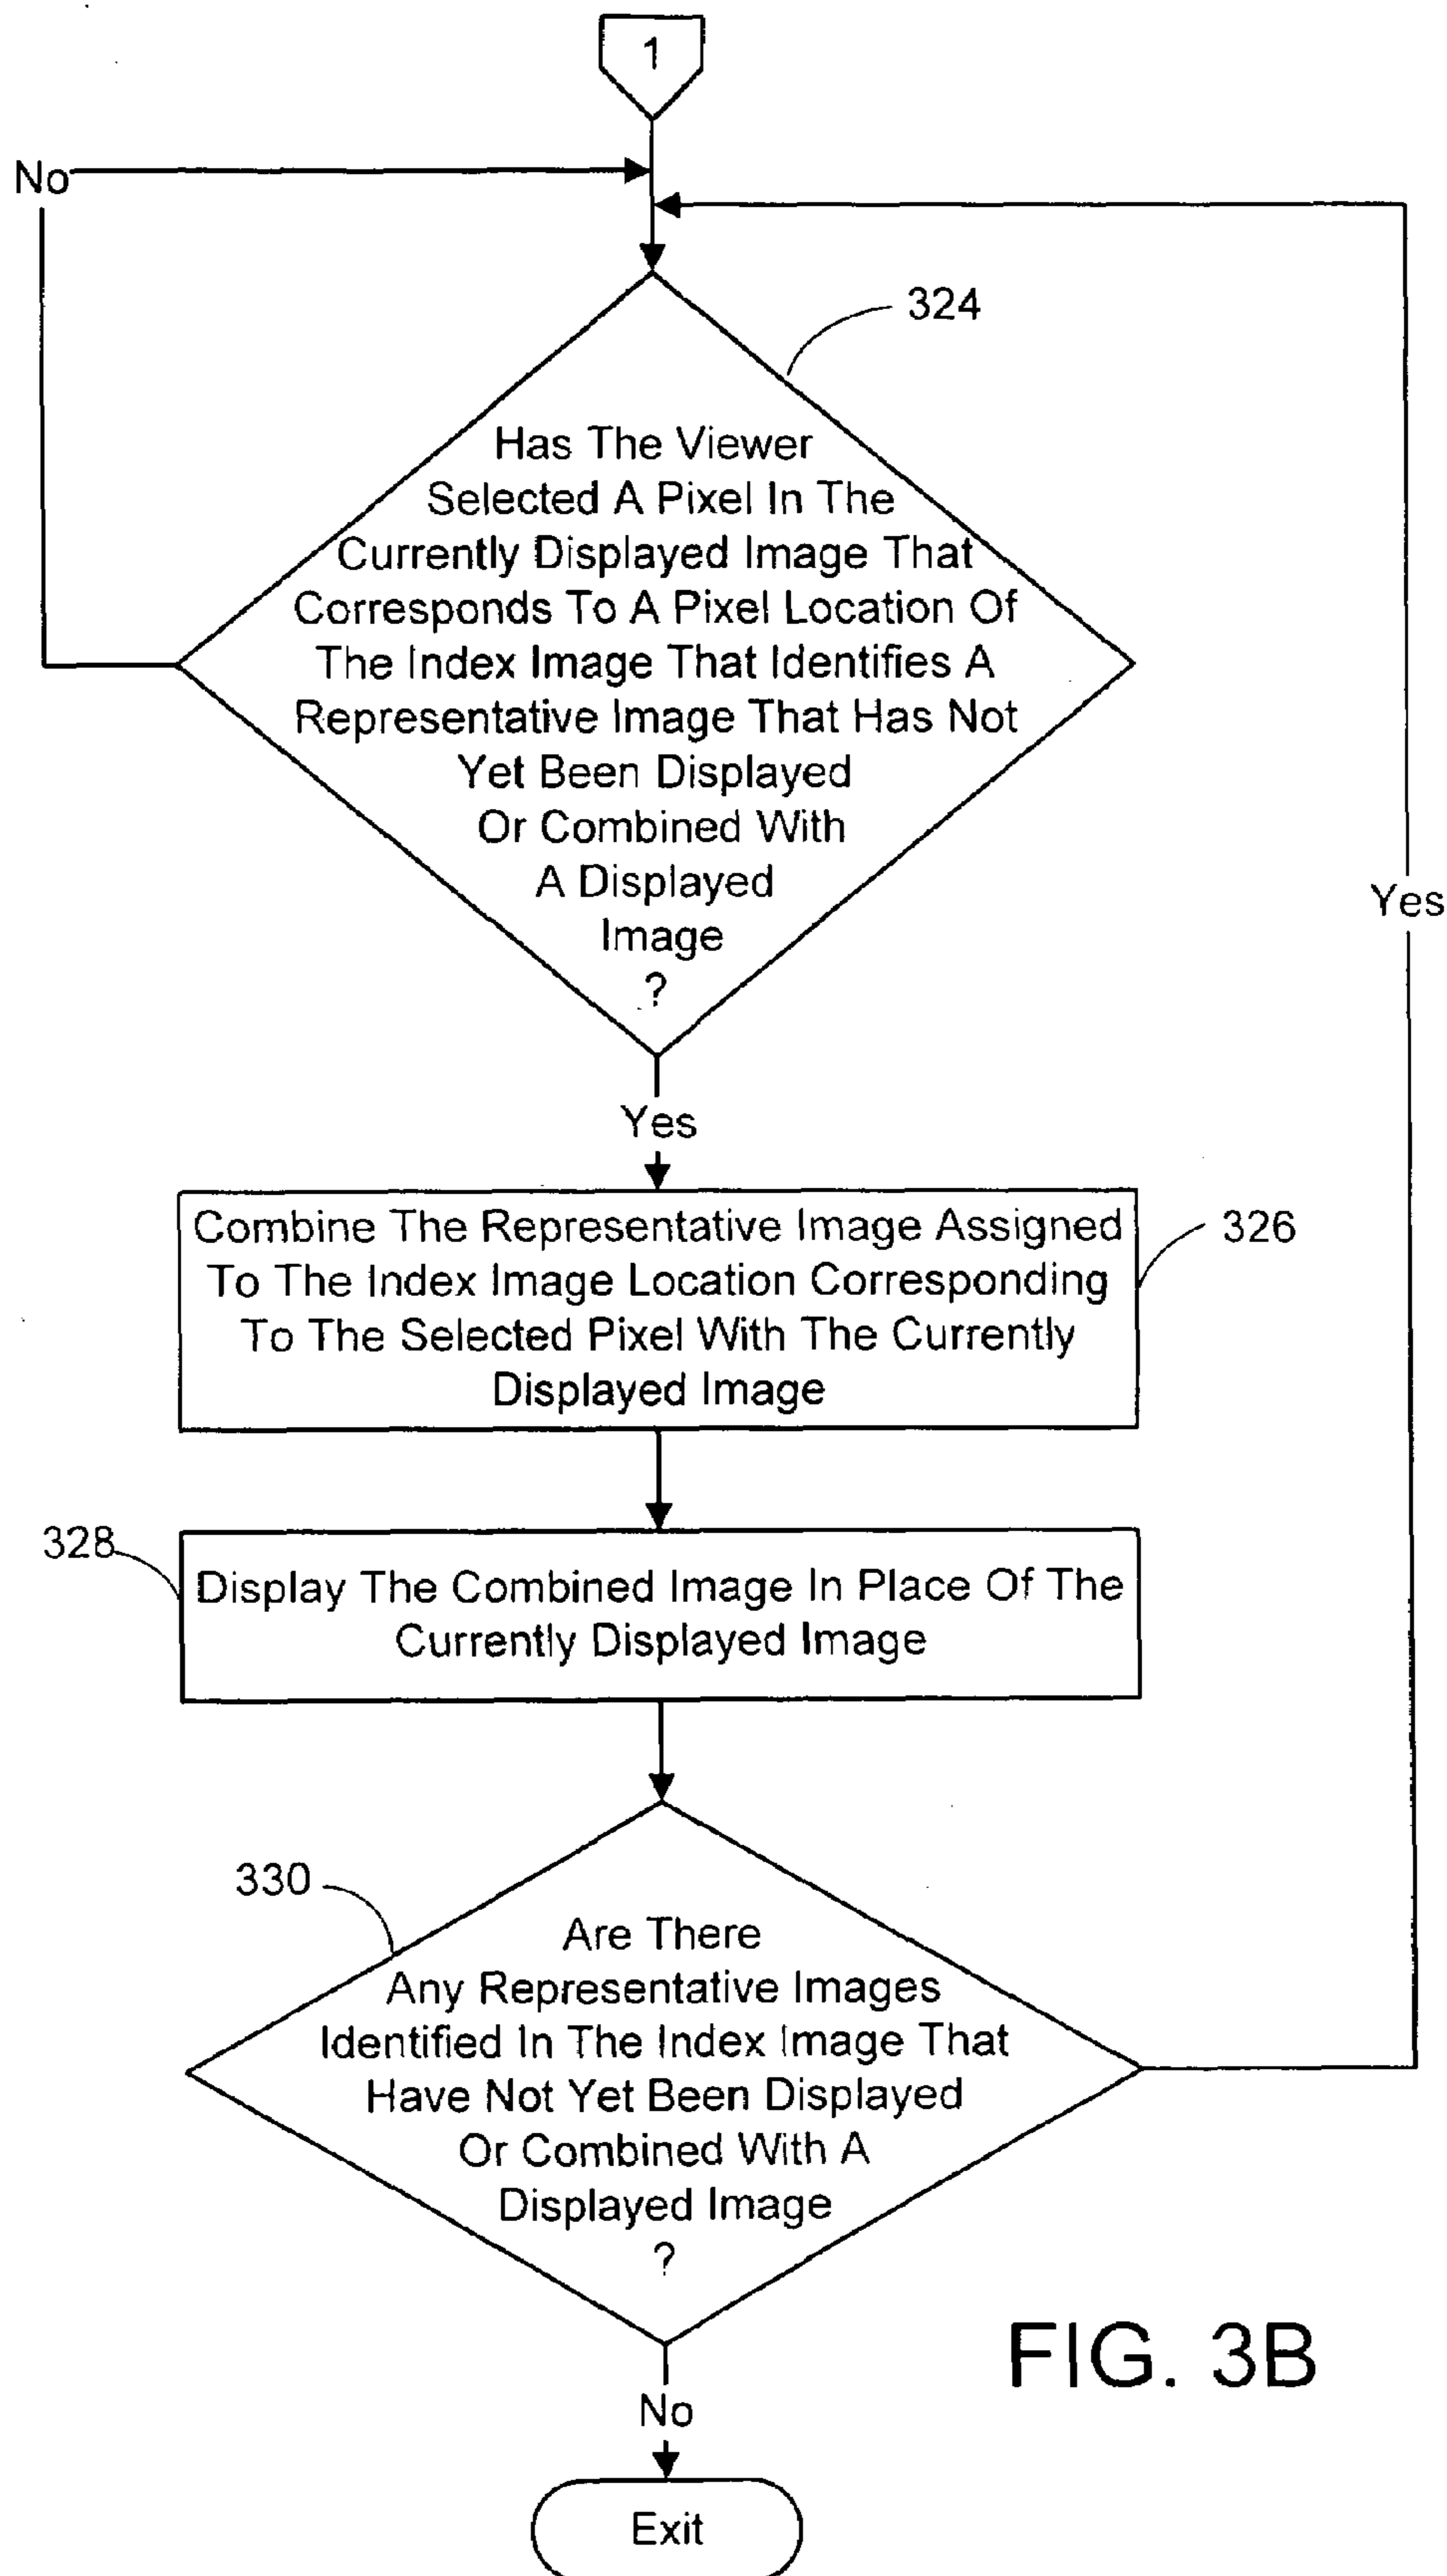 1
No
324
Has The Viewer
Selected A Pixel In The
Currently Displayed Image That
Corresponds To A Pixel Location Of
The Index Image That Identifies A
Representative Image That Has Not
Yet Been Displayed
Or Combined With
A Displayed
Image
?
Yes
Yes
Combine The Representative Image Assigned
To The Index Image Location Corresponding
To The Selected Pixel With The Currently
Displayed Image
326
328
Display The Combined Image In Place Of The
Currently Displayed Image
330
Are There
Any Representative Images
Identified In The Index Image That
Have Not Yet Been Displayed
Or Combined With A
Displayed Image
?
FIG. 3B
No
Exit